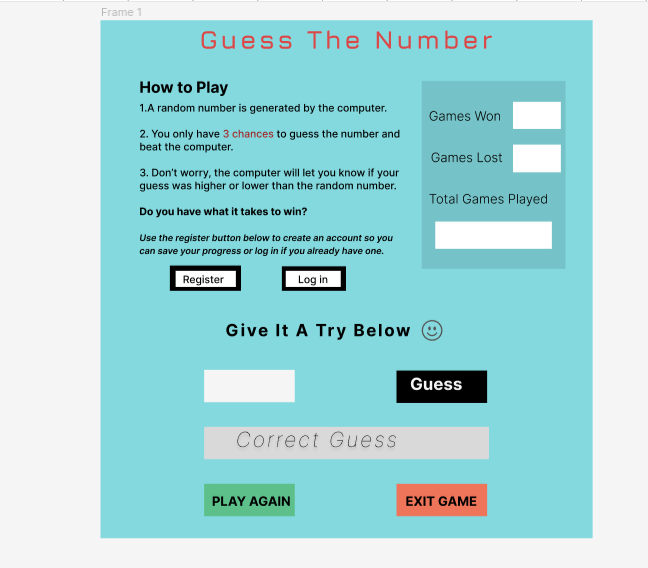 Frame 1
Guess The Number
How to Play
1.A random number is generated by the computer.
2. You only have 3 chances to guess the number and
beat the computer.
3. Don’t worry, the computer will let you know if your
guess was higher or lower than the random number.
Do you have what it takes to win?
Use the register button below to create an account so you
can save your progress or log in if you already have one.
Register
Log in
Games Won
Games Lost
Total Games Played
Give It A Try Below
Guess
Correct Guess
PLAY AGAIN
EXIT GAME